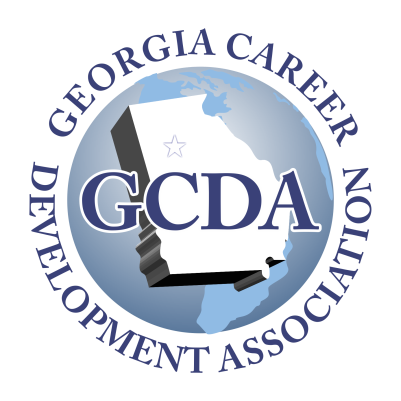 GEORGIA CAREER
GCDA
DEVELOPMENT ASSOCIATION